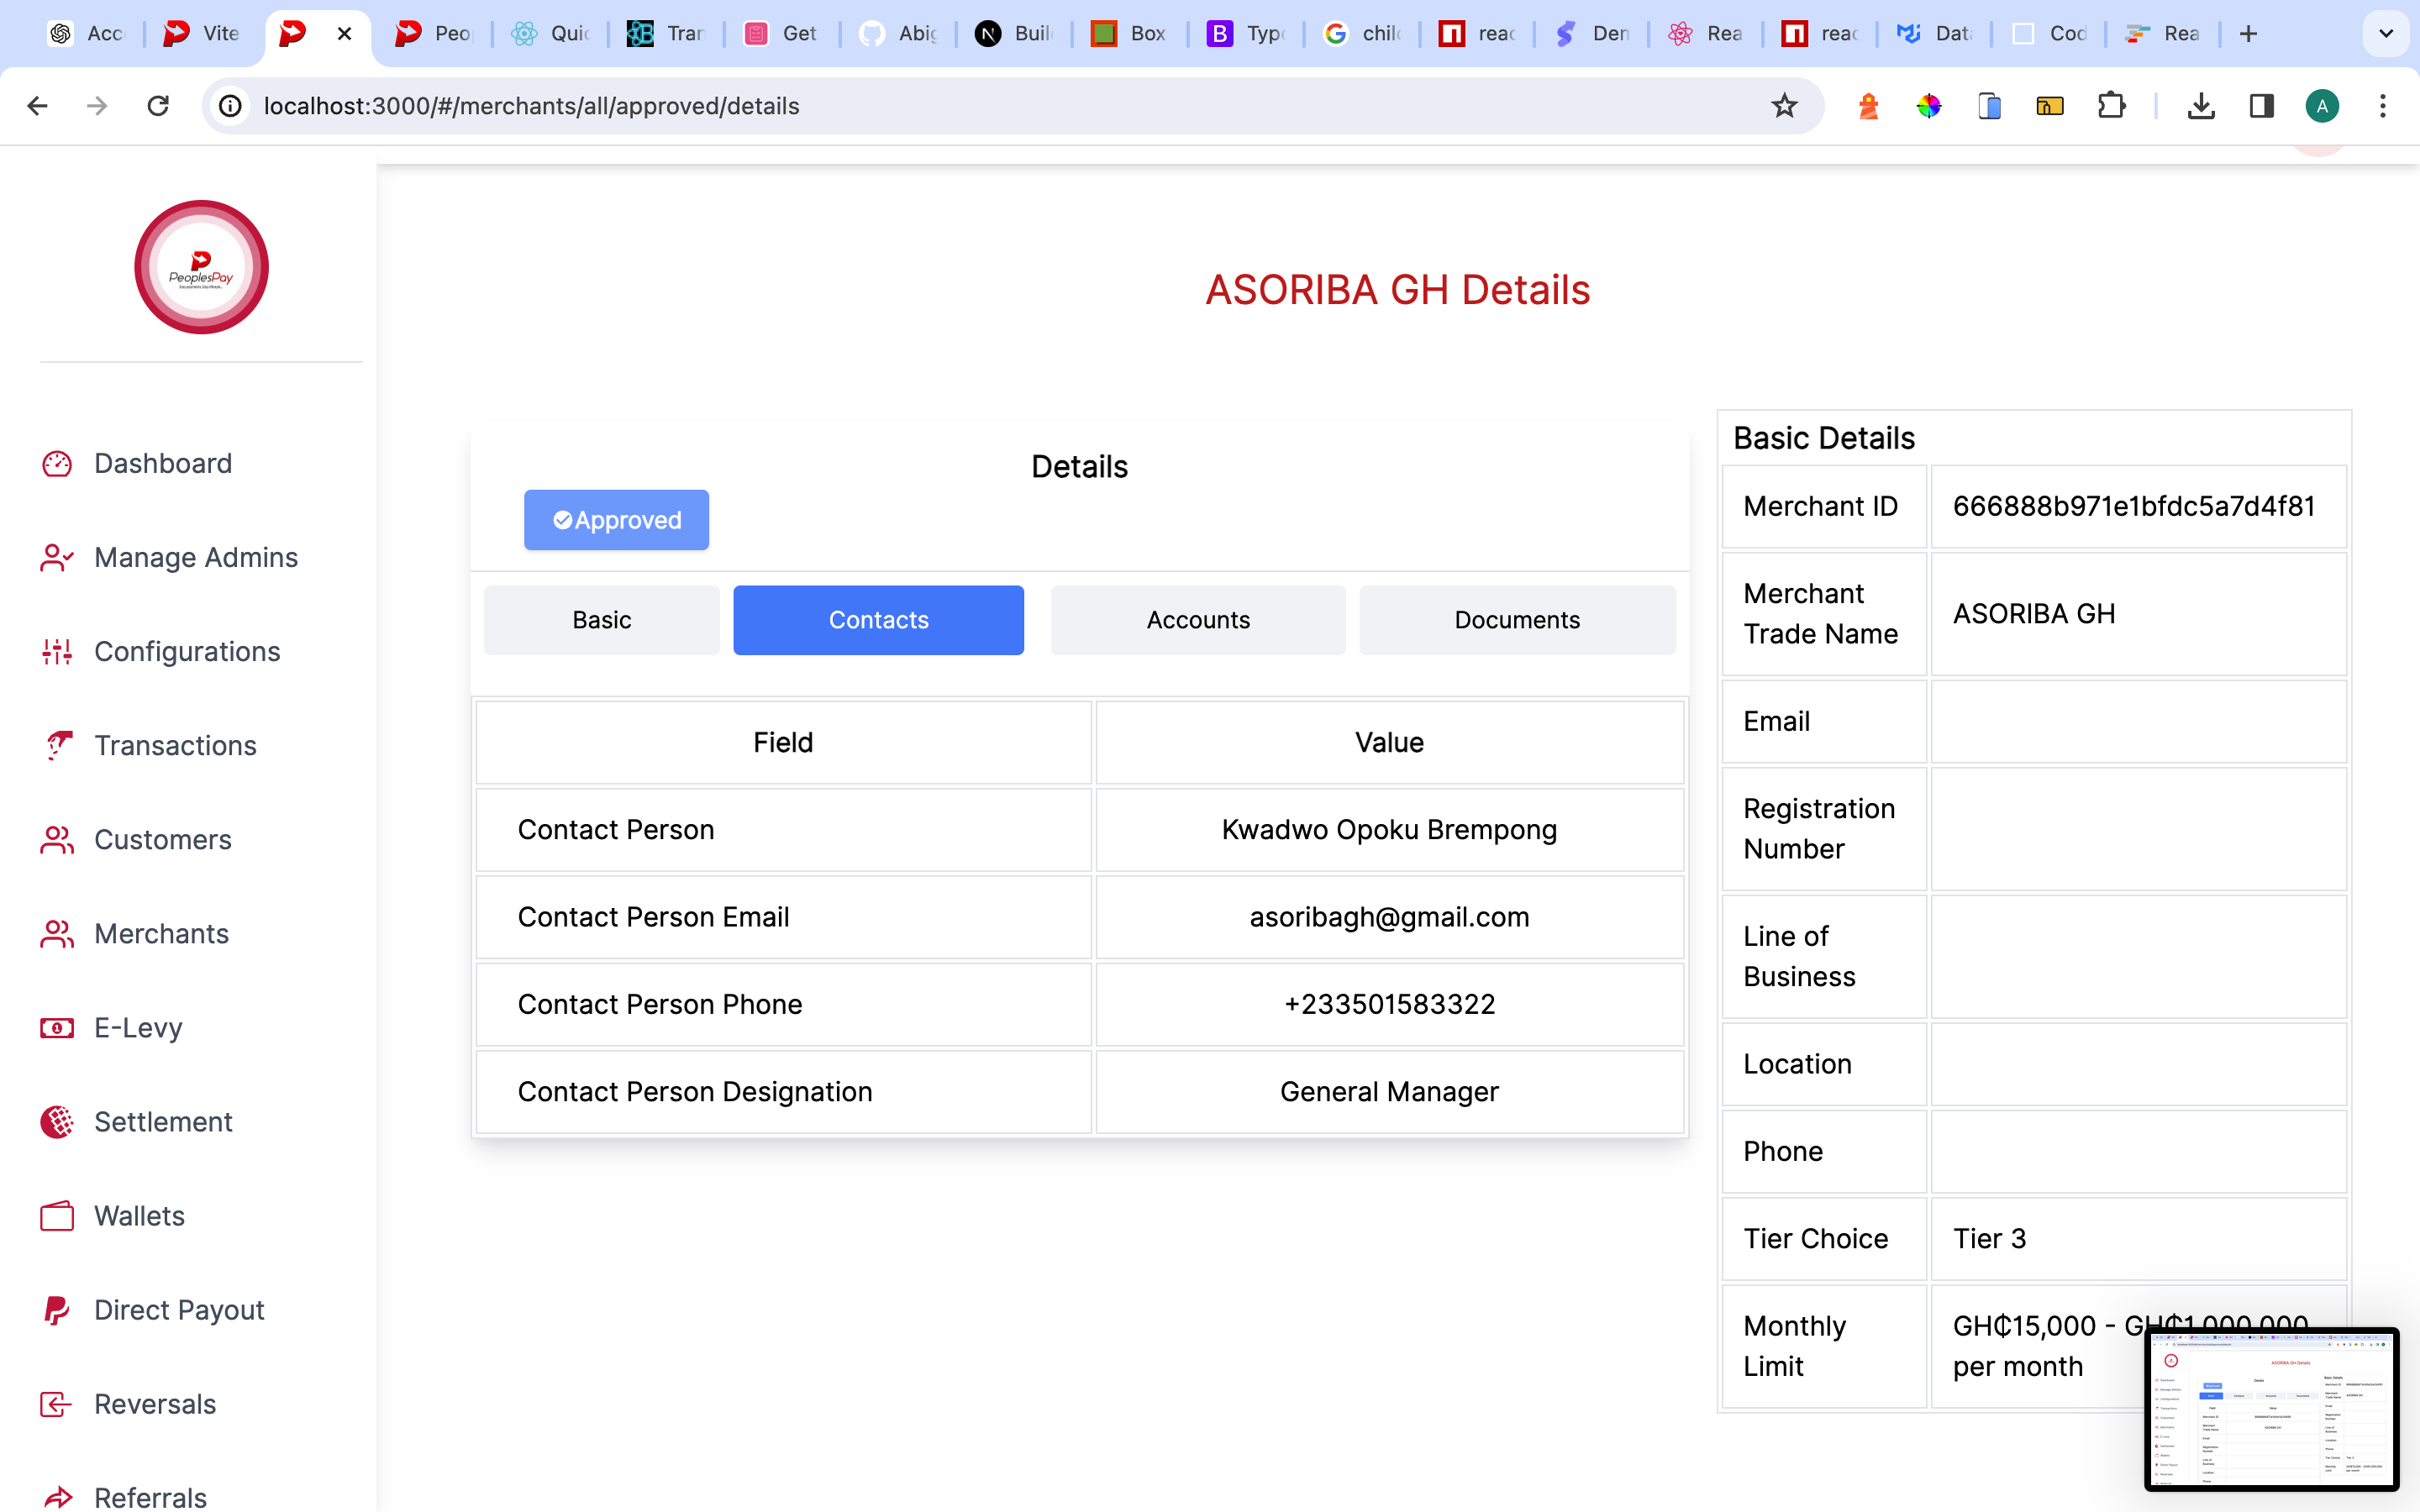 Acc
Vite
Peo
Quic
Tran
Get
Abig
Buil
Box
Typo
chil
reac
Den
Rea
reac
Data
Cod
Rea
localhost:3000/#/merchants/all/approved/details
A
PeoplesPay
ASORIBA GH Details
Dashboard
Manage Admins
Configurations
Transactions
Customers
Merchants
E-Levy
Settlement
Wallets
Direct Payout
Reversals
Referrals
Details
Approved
Basic
Contacts
Accounts
Documents
Field Value
Contact Person Kwadwo Opoku Brempong
Contact Person Email asoribagh@gmail.com
Contact Person Phone +233501583322
Contact Person Designation General Manager
Basic Details
Merchant ID 666888b971e1bfdc5a7d4f81
Merchant
Trade Name
ASORIBA GH
Email
Registration
Number
Line of
Business
Location
Phone
Tier Choice Tier 3
Monthly
Limit
GH₵15,000 - GH₵1,000,000
per month